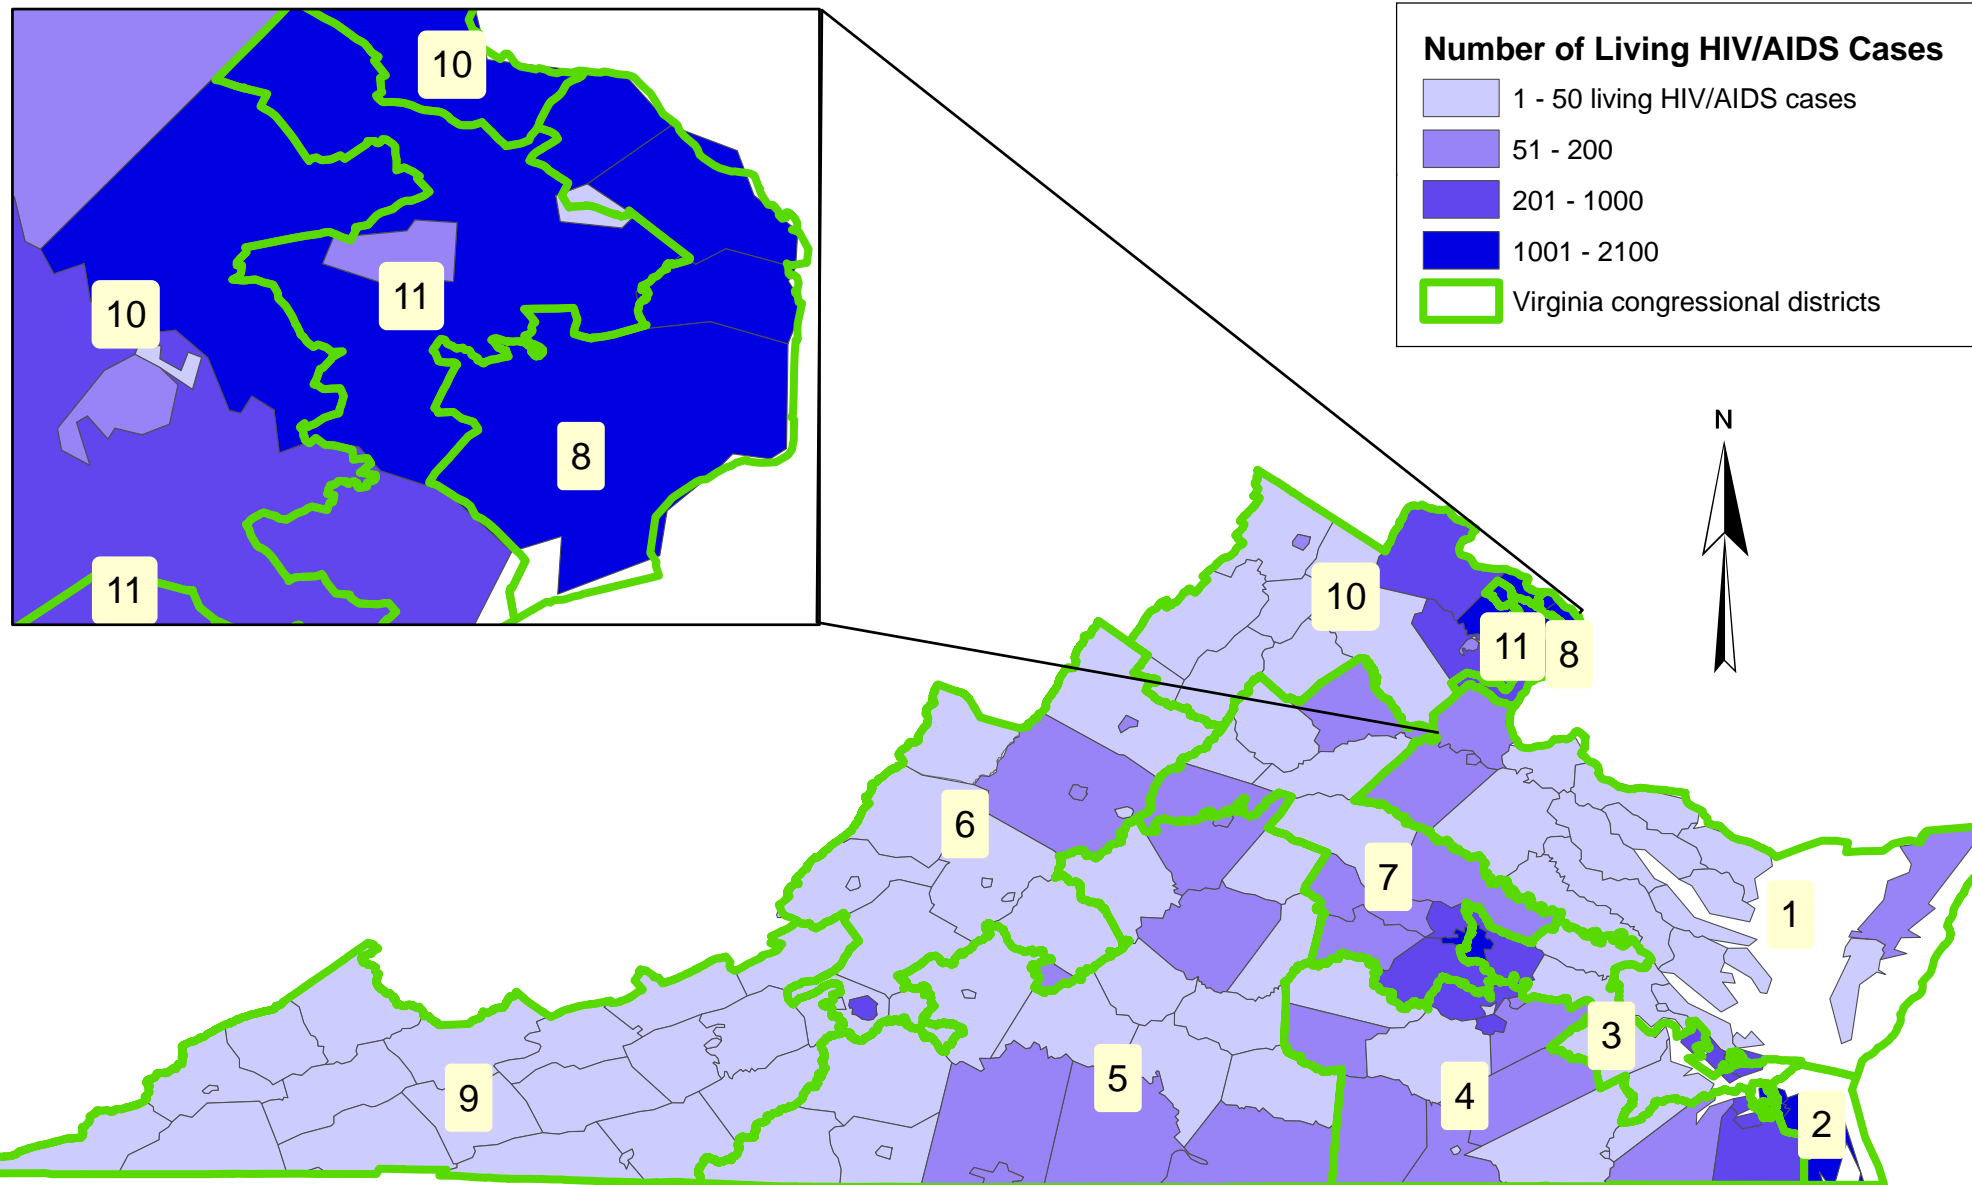 Number of Living HIV/AIDS Cases
1 - 50 living HIV/AIDS cases
51 - 200
201 - 1000
1001 - 2100
Virginia congressional districts
10
10
11
8
11
N
10
11
8
6
7
1
3
5
4
9
2